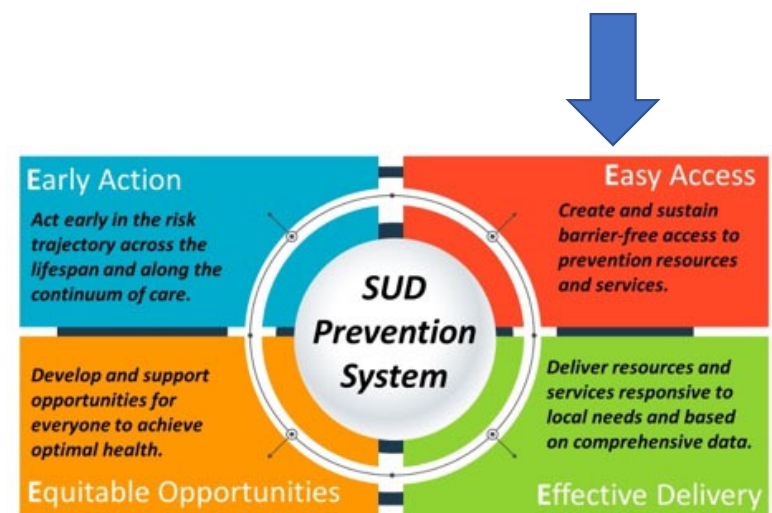 Early Action
Act early in the risk
trajectory across the
lifespan and along the
continuum of care.
Easy Access
Create and sustain
barrier-free access to
prevention resources
and services.
SUD
Prevention
System
Develop and support
opportunities for
everyone to achieve
optimal health.
Equitable Opportunities
Deliver resources and
services responsive to
local needs and based
on comprehensive data.
Effective Delivery